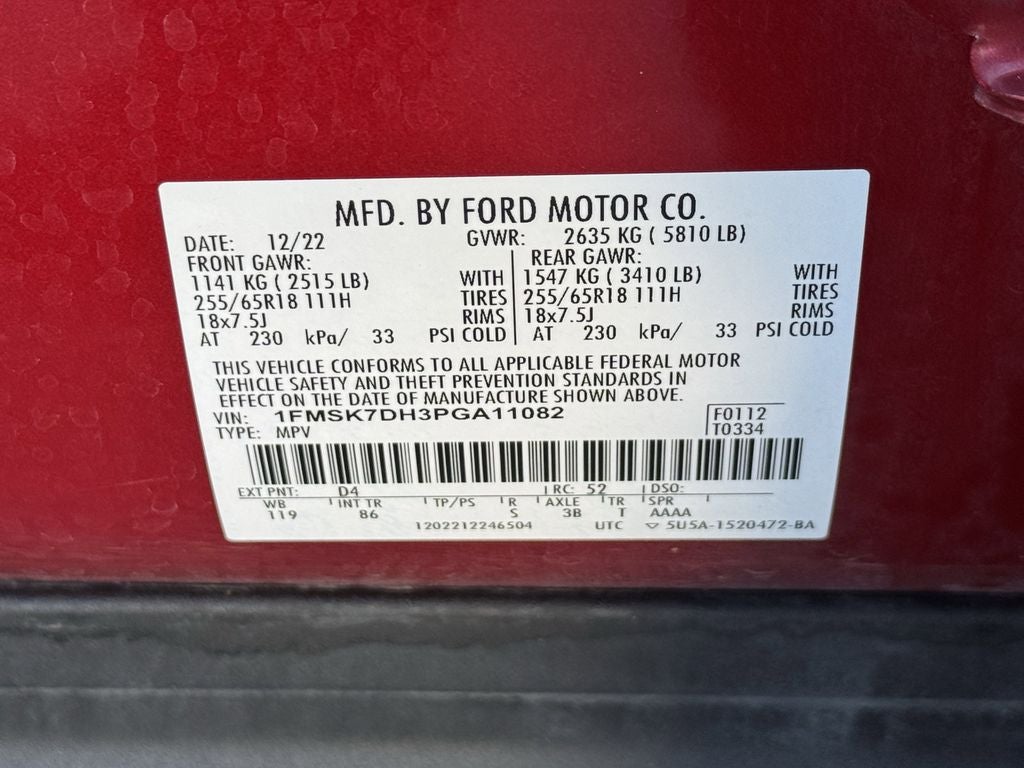 MFD. BY FORD MOTOR CO.
DATE: 12/22 GVWR: 2635 KG ( 5810 LB)
FRONT GAWR: REAR GAWR:
1141 KG ( 2515 LB) WITH 1547 KG ( 3410 LB) WITH
255/65R18 111H TIRES 255/65R18 111H TIRES
18x7.5J RIMS 18x7.5J RIMS
AT 230 kPa/ 33 PSI COLD AT 230 kPa/ 33 PSI COLD
THIS VEHICLE CONFORMS TO ALL APPLICABLE FEDERAL MOTOR
VEHICLE SAFETY AND THEFT PREVENTION STANDARDS IN
EFFECT ON THE DATE OF MANUFACTURE SHOWN ABOVE.
VIN: 1FMSK7DH3PGA11082 F0112
TYPE: MPV T0334
EXT PNT: D4 RC: 52 DSO:
WB INT TR TP/PS R AXLE TR SPR
119 86 S 3B T AAAA
1202212246504 UTC 5U5A-1520472-BA